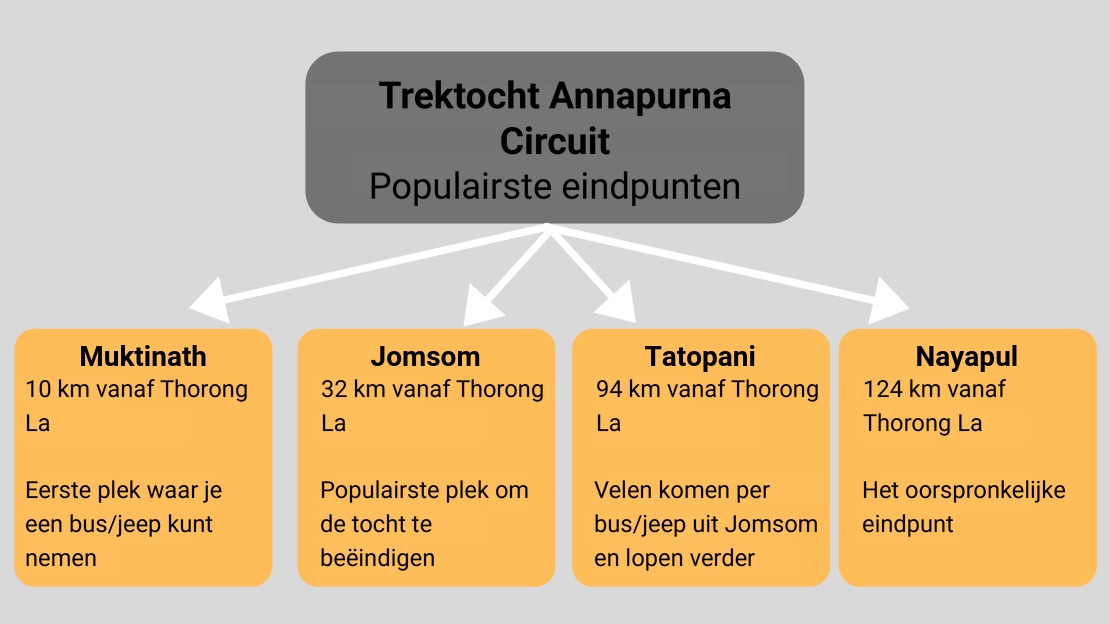 Trektocht Annapurna
Circuit
Populairste eindpunten
Muktinath
10 km vanaf Thorong
La
Eerste plek waar je
een bus/jeep kunt
nemen
Jomsom
32 km vanaf Thorong
La
Populairste plek om
de tocht te
beëindigen
Tatopani
94 km vanaf Thorong
La
Velen komen per
bus/jeep uit Jomsom
en lopen verder
Nayapul
124 km vanaf
Thorong La
Het oorspronkelijke
eindpunt